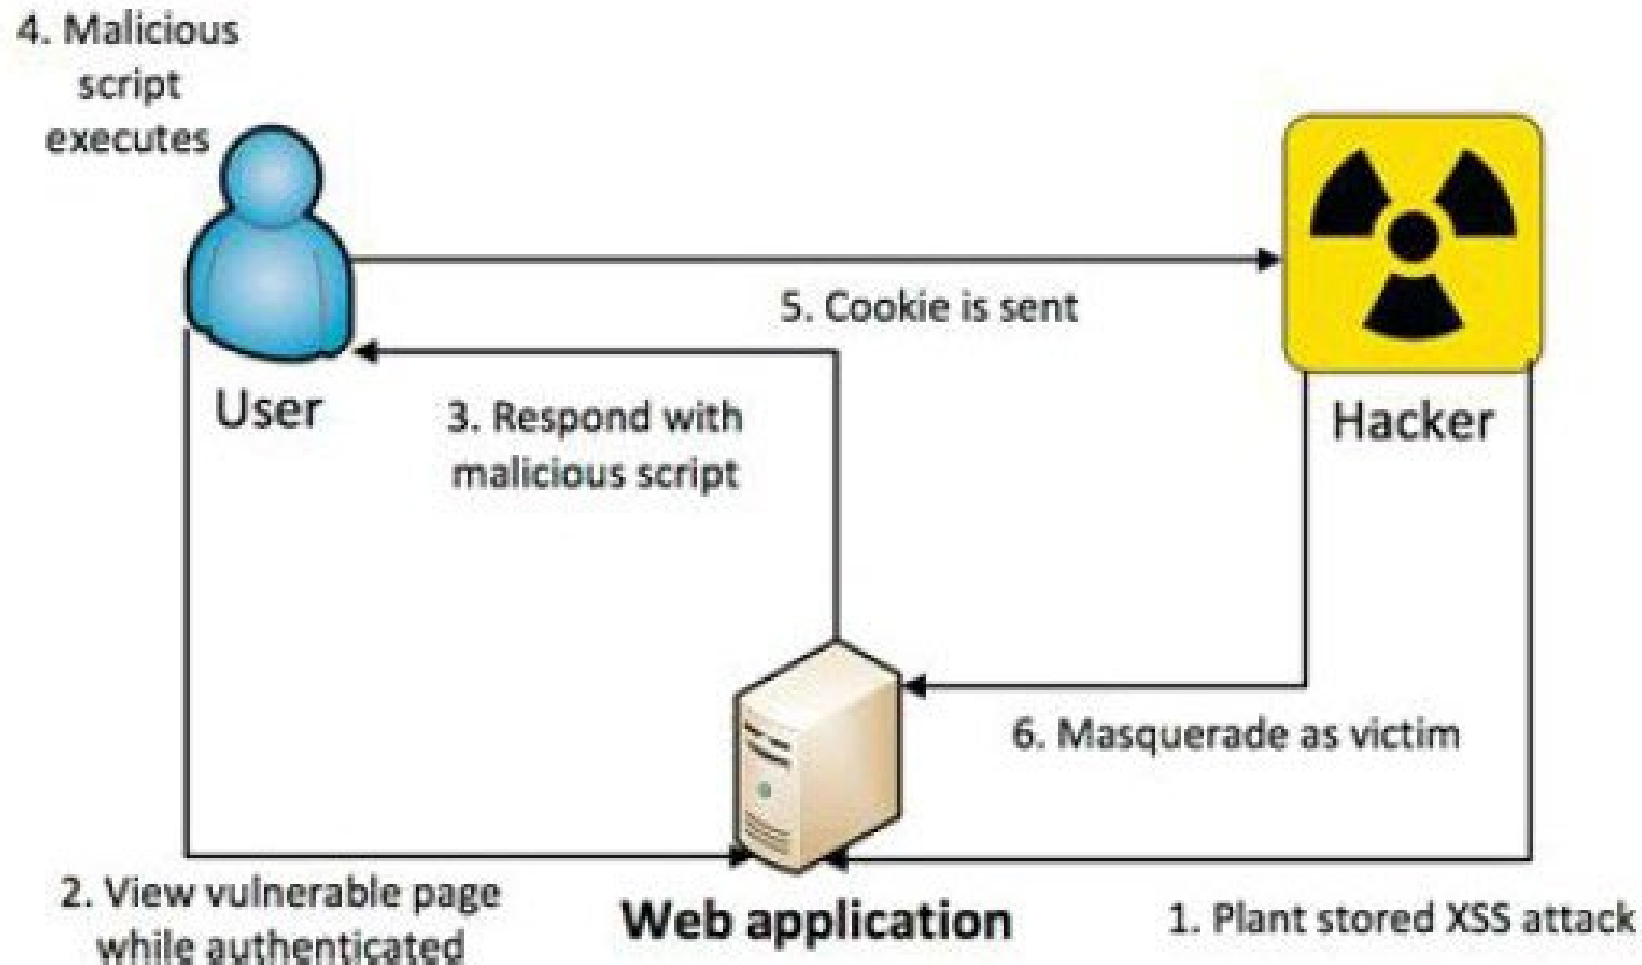 4. Malicious
script
executes
5. Cookie is sent
User
3. Respond with
malicious script
Hacker
6. Masquerade as victim
2. View vulnerable page
while authenticated
Web application
1. Plant stored XSS attack